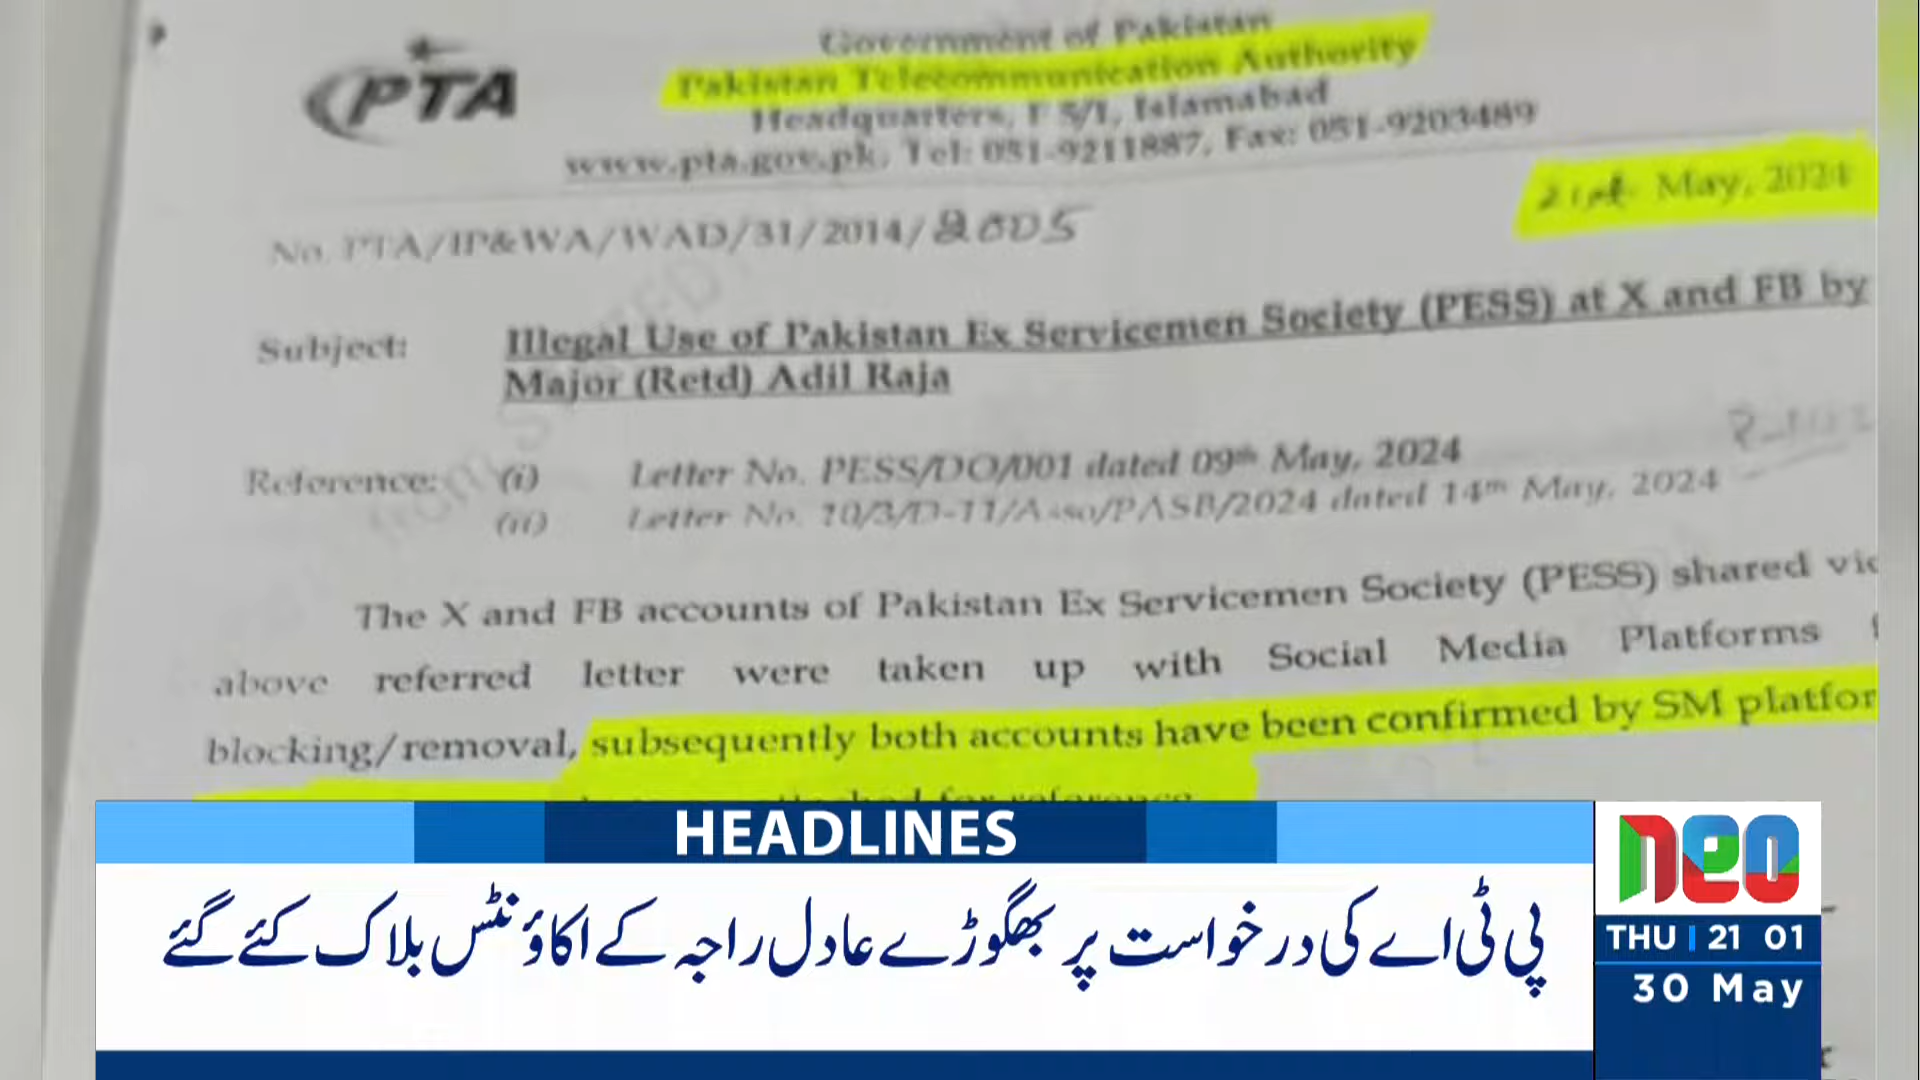 PTA
Government of Pakistan
Pakistan Telecommunication Authority
Headquarters, F 5/1, Islamabad
www.pta.gov.pk, Tel: 051-9211887, Fax: 051-9203489
21st May, 2024
No. PTA/IP&WA/WAD/31/2014/2005
Subject: Illegal Use of Pakistan Ex Servicemen Society (PESS) at X and FB by
Major (Retd) Adil Raja
Reference: (i) Letter No. PESS/DO/001 dated 09th May, 2024
(ii) Letter No. 10/3/D-11/Asso/PASB/2024 dated 14th May, 2024
The X and FB accounts of Pakistan Ex Servicemen Society (PESS) shared
above referred letter were taken up with Social Media Platforms
blocking/removal, subsequently both accounts have been confirmed by SM
for reference
HEADLINES
پی ٹی اے کی درخواست پر بھگوڑے عادل راجہ کے اکاؤنٹس بلاک کئے گئے
neo
THU 21 01
30 May